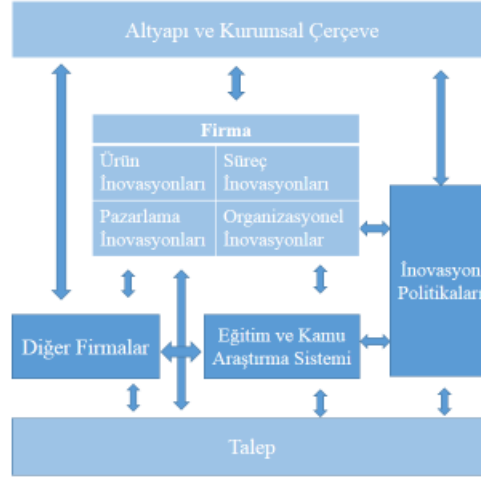 Altyapı ve Kurumsal Çerçeve
Firma
Ürün
İnovasyonları
Süreç
İnovasyonları
Pazarlama
İnovasyonları
Organizasyonel
İnovasyonlar
İnovasyon
Politikaları
Diğer Firmalar
Eğitim ve Kamu
Araştırma Sistemi
Talep